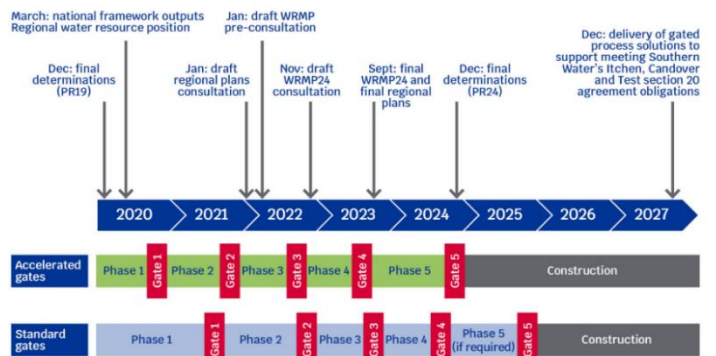 March: national framework outputs
Regional water resource position
Jan: draft WRMP
pre-consultation
Dec: delivery of gated
process solutions to
support meeting Southern
Water's Itchen, Candover
and Test section 20
agreement obligations
Dec: final
determinations
(PR19)
Jan: draft
regional plans
consultation
Nov: draft
WRMP24
consultation
Sept: final
WRMP24 and
final regional
plans
Dec: final
determinations
(PR24)
2020 2021 2022 2023 2024 2025 2026 2027
Accelerated
gates
Phase 1 Gate 1 Phase 2 Gate 2 Phase 3 Gate 3 Phase 4 Gate 4 Phase 5 Gate 5 Construction
Standard
gates
Phase 1 Gate 1 Phase 2 Gate 2 Phase 3 Gate 3 Phase 4 Gate 4 Phase 5
(if required) Gate 5 Construction